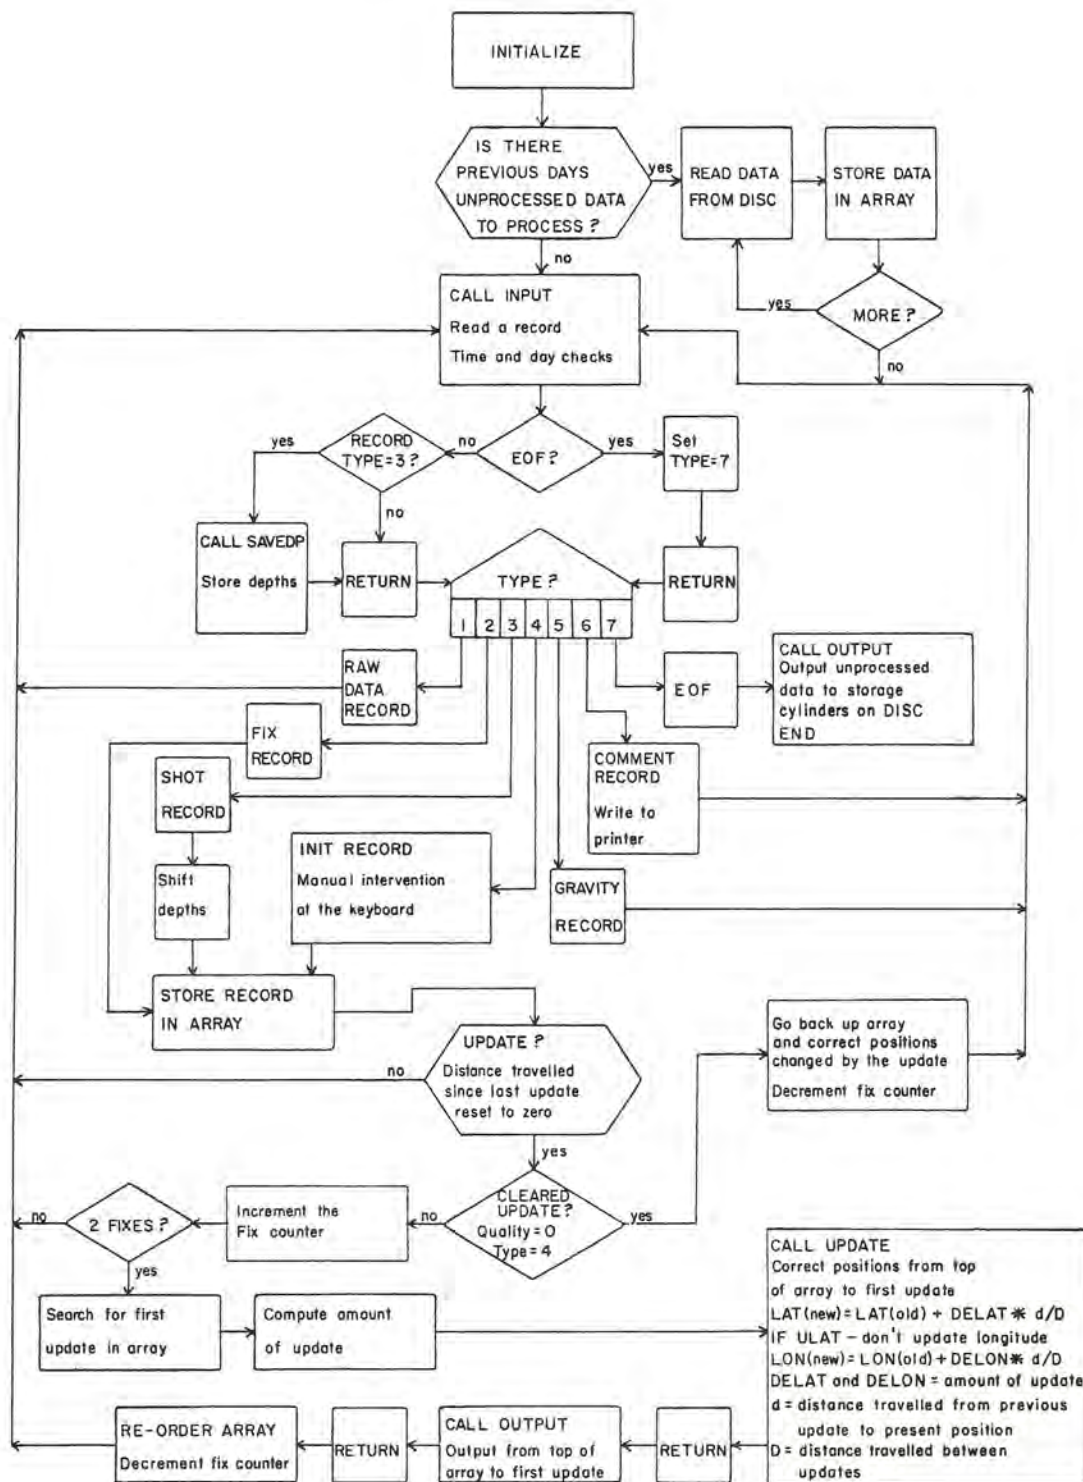 INITIALIZE
IS THERE
PREVIOUS DAYS
UNPROCESSED DATA
TO PROCESS ?
yes
READ DATA
FROM DISC
STORE DATA
IN ARRAY
no
yes
MORE ?
no
CALL INPUT
Read a record
Time and day checks
yes
RECORD
TYPE=3 ?
no
EOF ?
yes
Set
TYPE=7
no
CALL SAVEDP
Store depths
RETURN
TYPE ?
RETURN
1 2 3 4 5 6 7
RAW
DATA
RECORD
EOF
CALL OUTPUT
Output unprocessed
data to storage
cylinders on DISC
END
FIX
RECORD
SHOT
RECORD
COMMENT
RECORD
Write to
printer
INIT RECORD
Manual intervention
at the keyboard
GRAVITY
RECORD
Shift
depths
STORE RECORD
IN ARRAY
UPDATE ?
Distance travelled
since last update
reset to zero
no
yes
Go back up array
and correct positions
changed by the update
Decrement fix counter
CLEARED
UPDATE ?
Quality = 0
Type = 4
no
yes
Increment the
Fix counter
2 FIXES ?
no
yes
Search for first
update in array
Compute amount
of update
CALL UPDATE
Correct positions from top
of array to first update
LAT(new) = LAT(old) + DELAT * d/D
IF ULAT – don't update longitude
LON(new) = LON(old) + DELON * d/D
DELAT and DELON = amount of update
d = distance travelled from previous
update to present position
D = distance travelled between
updates
RE-ORDER ARRAY
Decrement fix counter
RETURN
CALL OUTPUT
Output from top of
array to first update
RETURN